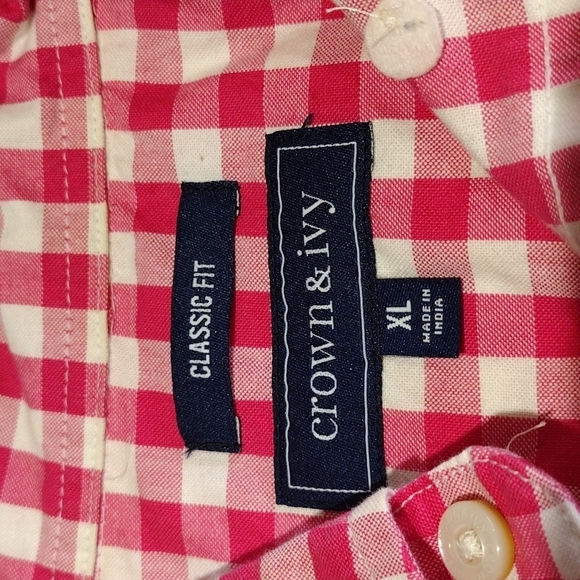 crown & ivy
XL
MADE IN
INDIA
CLASSIC FIT